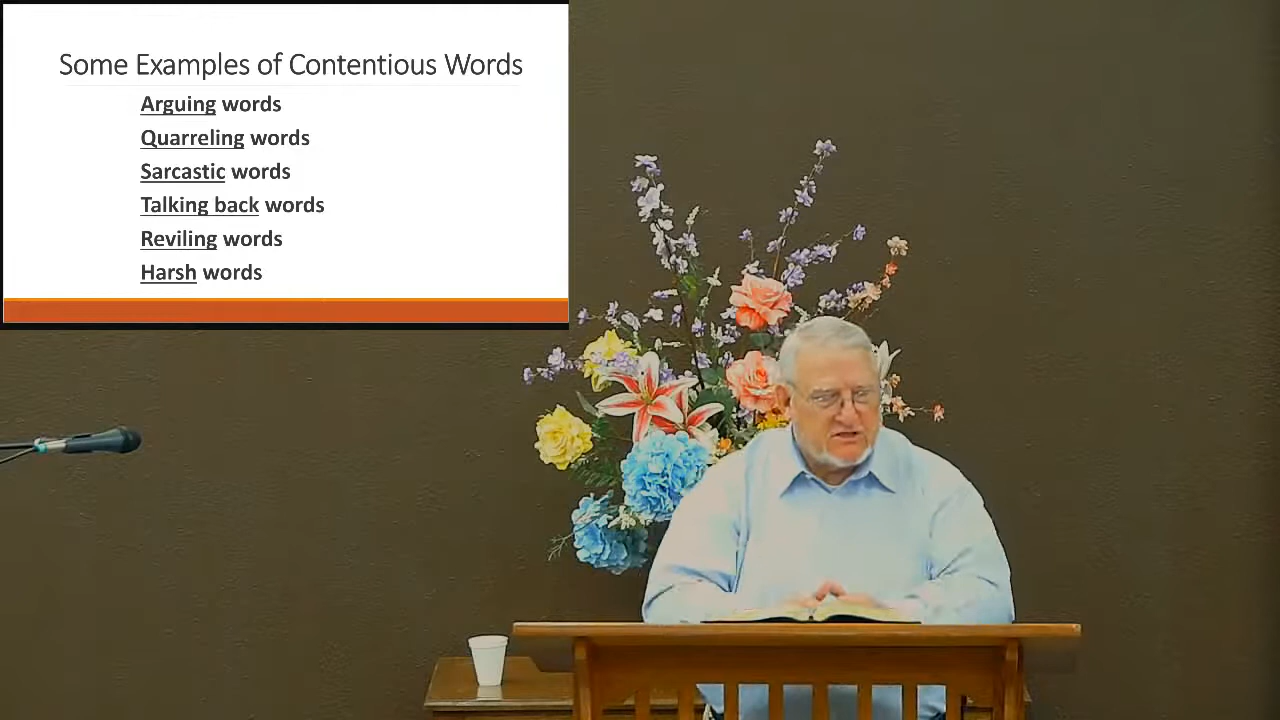 Some Examples of Contentious Words
Arguing words
Quarreling words
Sarcastic words
Talking back words
Reviling words
Harsh words